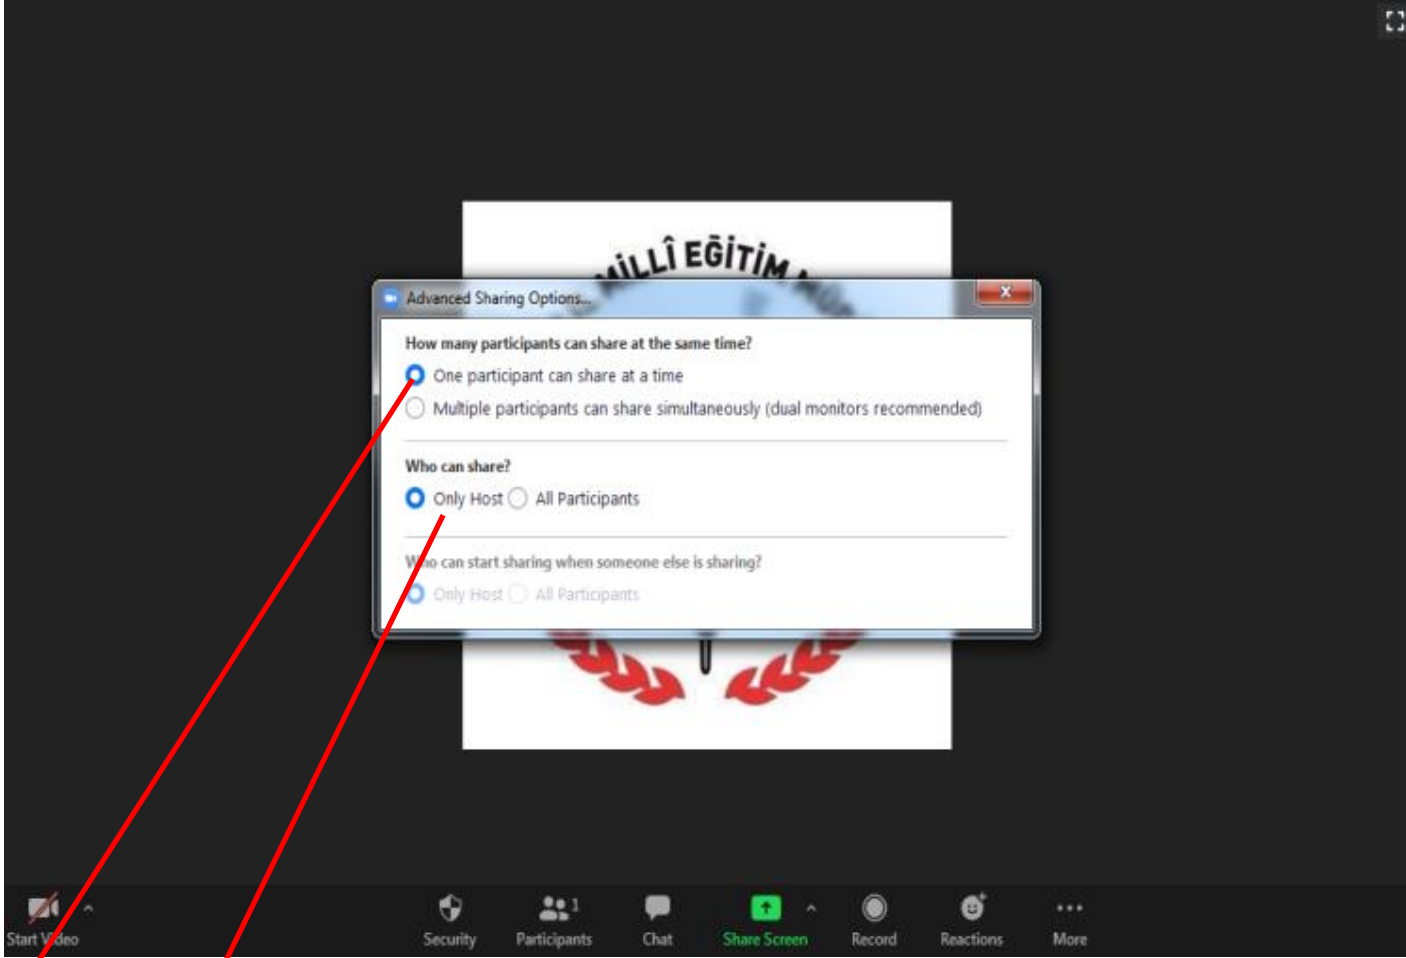 MİLLÎ EĞİTİM
Advanced Sharing Options...
How many participants can share at the same time?
One participant can share at a time
Multiple participants can share simultaneously (dual monitors recommended)
Who can share?
Only Host All Participants
Who can start sharing when someone else is sharing?
Only Host All Participants
Start Video
Security
Participants 1
Chat
Share Screen
Record
Reactions
More